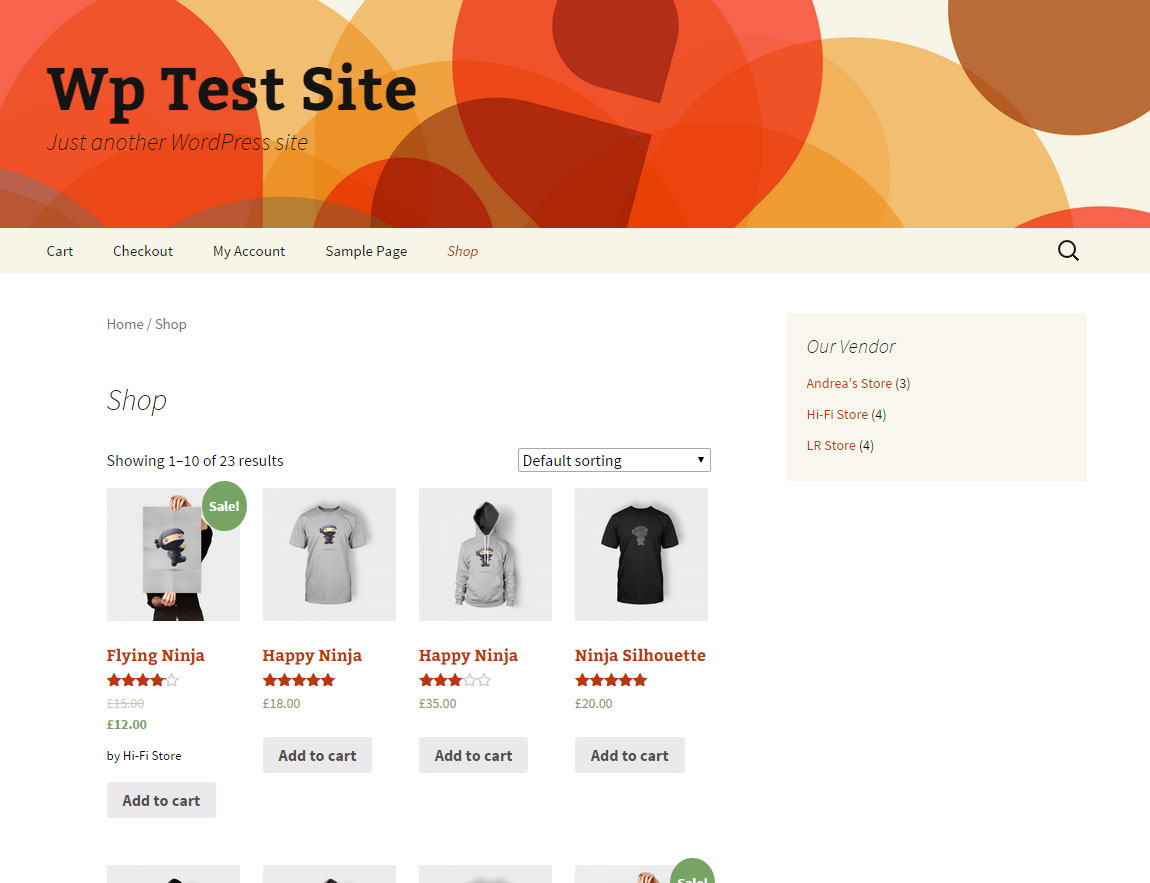 Wp Test Site
Just another WordPress site
Cart Checkout My Account Sample Page Shop
Home / Shop
Shop
Showing 1–10 of 23 results
Default sorting
Sale!
Flying Ninja
£15.00
£12.00
by Hi-Fi Store
Add to cart
Happy Ninja
£18.00
Add to cart
Happy Ninja
£35.00
Add to cart
Ninja Silhouette
£20.00
Add to cart
Sale!
Our Vendor
Andrea's Store (3)
Hi-Fi Store (4)
LR Store (4)